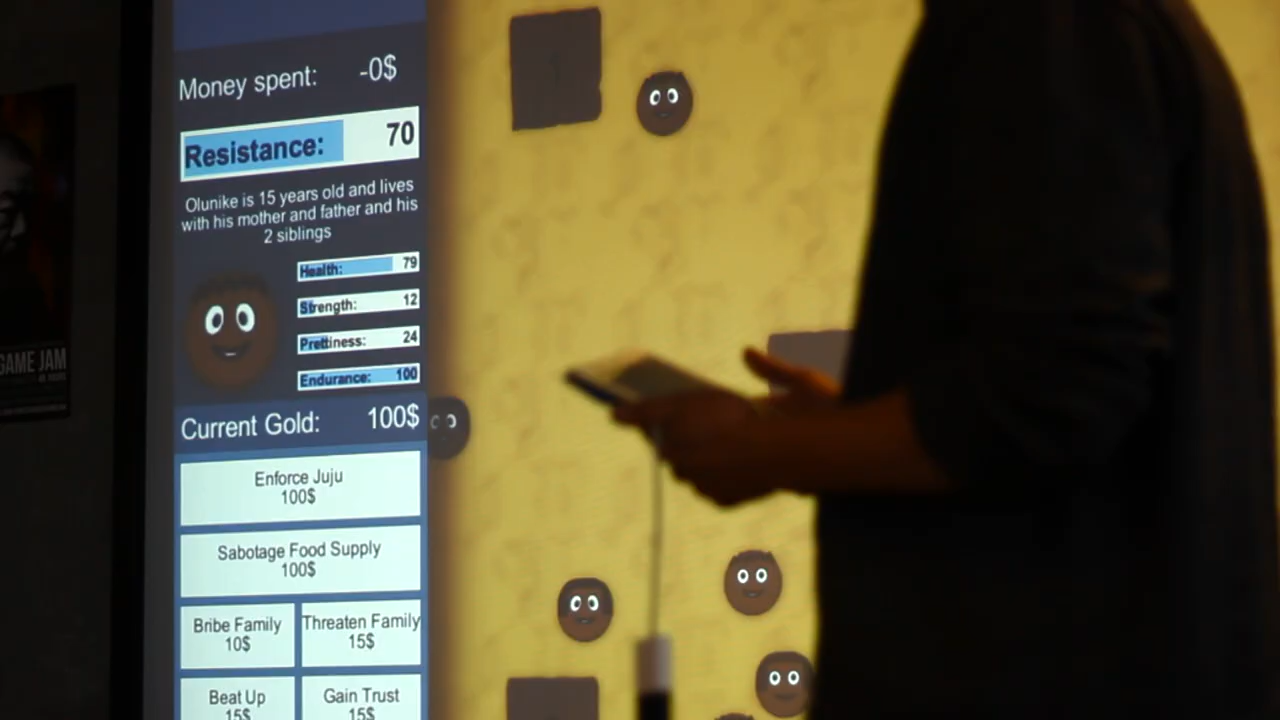 Money spent: -0$
Resistance: 70
Olunike is 15 years old and lives
with his mother and father and his
2 siblings
Health: 79
Strength: 12
Prettiness: 24
Endurance: 100
Current Gold: 100$
Enforce Juju
100$
Sabotage Food Supply
100$
Bribe Family
10$
Threaten Family
15$
Beat Up
15$
Gain Trust
15$
GAME JAM